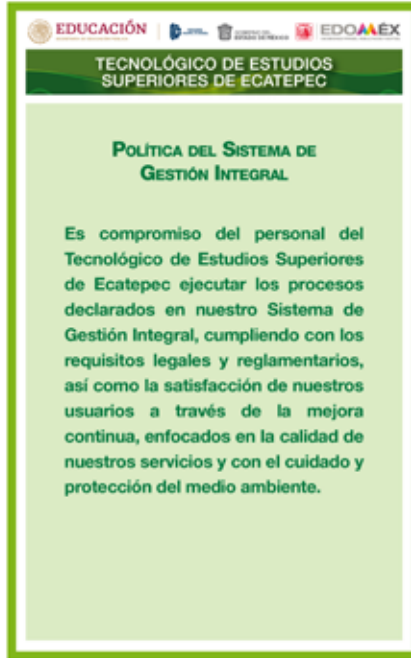 EDUCACIÓN
EDOMÉX
TECNOLÓGICO DE ESTUDIOS
SUPERIORES DE ECATEPEC
POLÍTICA DEL SISTEMA DE
GESTIÓN INTEGRAL
Es compromiso del personal del
Tecnológico de Estudios Superiores
de Ecatepec ejecutar los procesos
declarados en nuestro Sistema de
Gestión Integral, cumpliendo con los
requisitos legales y reglamentarios,
así como la satisfacción de nuestros
usuarios a través de la mejora
continua, enfocados en la calidad de
nuestros servicios y con el cuidado y
protección del medio ambiente.